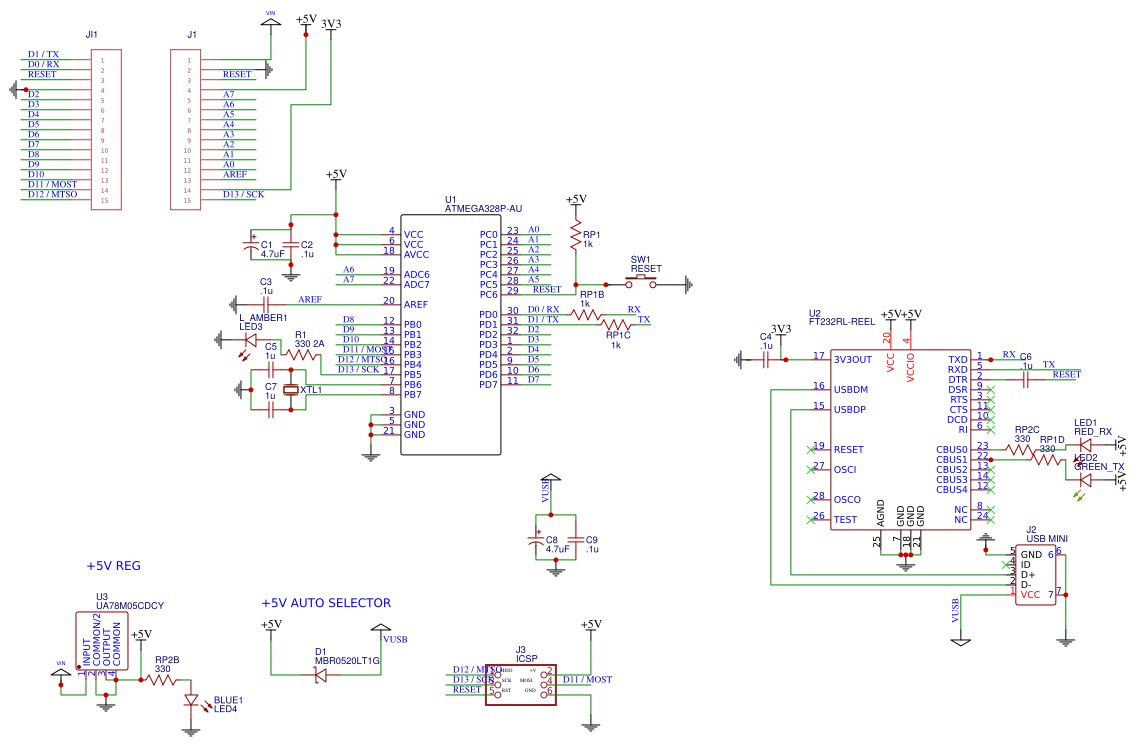 VIN
+5V
3V3
JI1
D1 / TX
D0 / RX
RESET
D2
D3
D4
D5
D6
D7
D8
D9
D10
D11 / MOST
D12 / MTSO
1
2
3
4
5
6
7
8
9
10
11
12
13
14
15
J1
1
2
3
4
5
6
7
8
9
10
11
12
13
14
15
RESET
A7
A6
A5
A4
A3
A2
A1
A0
AREF
D13 / SCK
+5V
C1
4.7uF
C2
.1u
C3
.1u
AREF
A6
A7
L_AMBER1
LED3
R1
330 2A
C5
1u
C7
1u
XTL1
D8
D9
D10
D11 / MOST
D12 / MTSO
D13 / SCK
U1
ATMEGA328P-AU
4 VCC
6 VCC
18 AVCC
19 ADC6
22 ADC7
20 AREF
12 PB0
13 PB1
14 PB2
PB3
16 PB4
17 PB5
7 PB6
8 PB7
3 GND
5 GND
21 GND
PC0 23 A0
PC1 24 A1
PC2 25 A2
PC3 26 A3
PC4 27 A4
PC5 28 A5
PC6 29 RESET
PD0 30 D0 / RX
PD1 31 D1 / TX
PD2 32 D2
PD3 1 D3
PD4 2 D4
PD5 9 D5
PD6 10 D6
PD7 11 D7
+5V
RP1
1k
SW1
RESET
RP1B
1k
RX
TX
RP1C
1k
VUSB
C8
4.7uF
C9
.1u
U2
FT232RL-REEL
+5V+5V
3V3
C4
.1u
20
VCC
4
VCCIO
17 3V3OUT
16 USBDM
15 USBDP
19 RESET
27 OSCI
28 OSCO
26 TEST
TXD 1 RX
RXD 5 TX
DTR 2 RESET
DSR 9
RTS 3
CTS 11
DCD 10
RI 6
CBUS0 23
CBUS1 22
CBUS2 13
CBUS3 14
CBUS4 12
NC 8
NC 24
AGND
GND
GND
GND
25
7
18
21
C6
.1u
RP2C
330
RP1D
330
LED1
RED_RX
+5V
LED2
GREEN_TX
+5V
J2
USB MINI
5 GND 6 6
4 ID
3 D+
2 D-
1 VCC 7 7
VUSB
+5V REG
U3
UA78M05CDCY
INPUT
COMMON/2
OUTPUT
COMMON
1
2
3
4
VIN
+5V
RP2B
330
BLUE1
LED4
+5V AUTO SELECTOR
+5V
D1
MBR0520LT1G
VUSB
J3
ICSP
+5V
D12 / MTSO
D13 / SCK
RESET
+V
SCK
MOSI
RST
GND
1
3
5
2
4
6
D11 / MOST